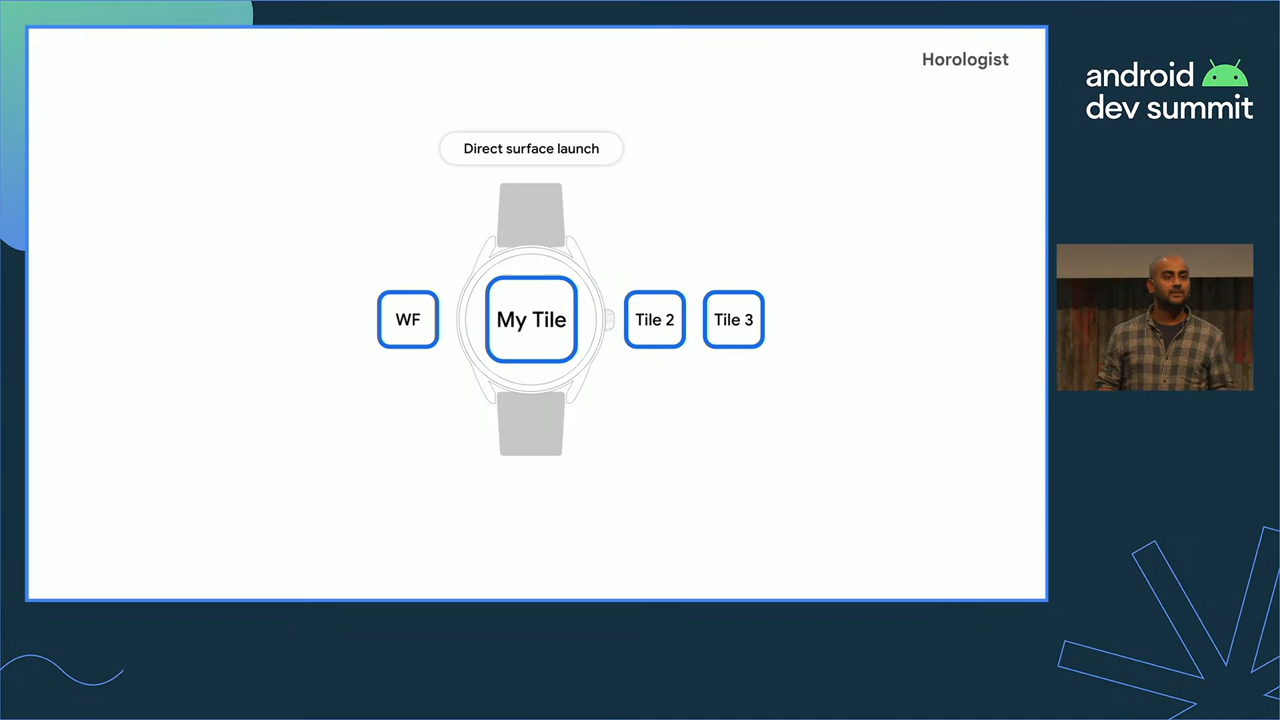 Horologist
android
dev summit
Direct surface launch
WF
My Tile
Tile 2
Tile 3